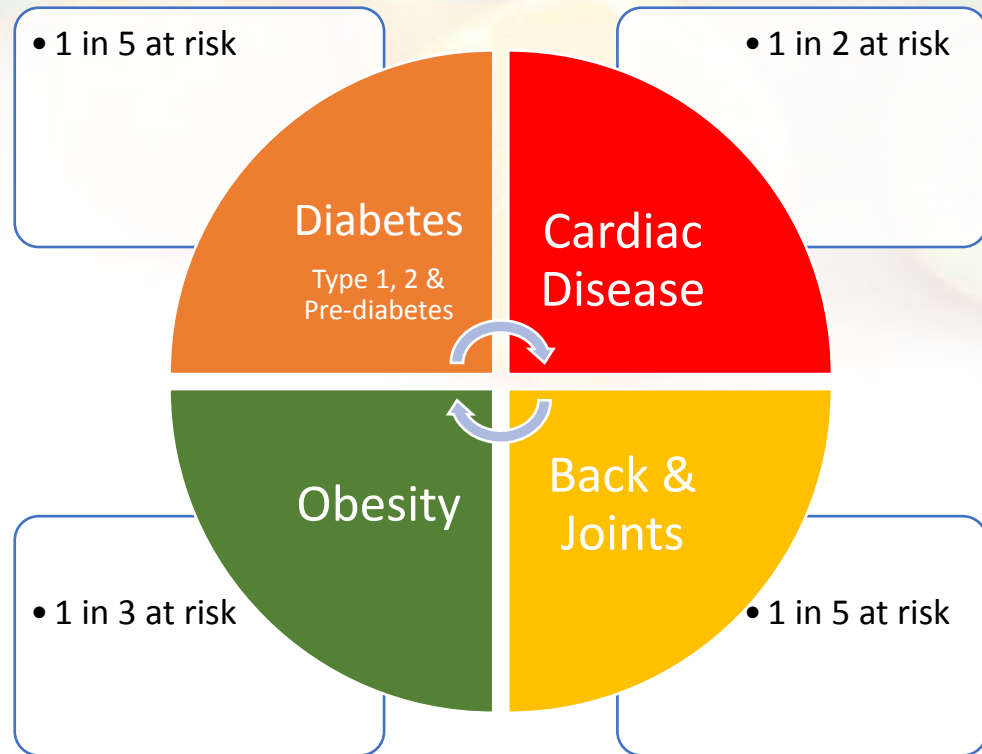 • 1 in 5 at risk
• 1 in 2 at risk
Diabetes
Type 1, 2 &
Pre-diabetes
Cardiac
Disease
Obesity
Back &
Joints
• 1 in 3 at risk
• 1 in 5 at risk